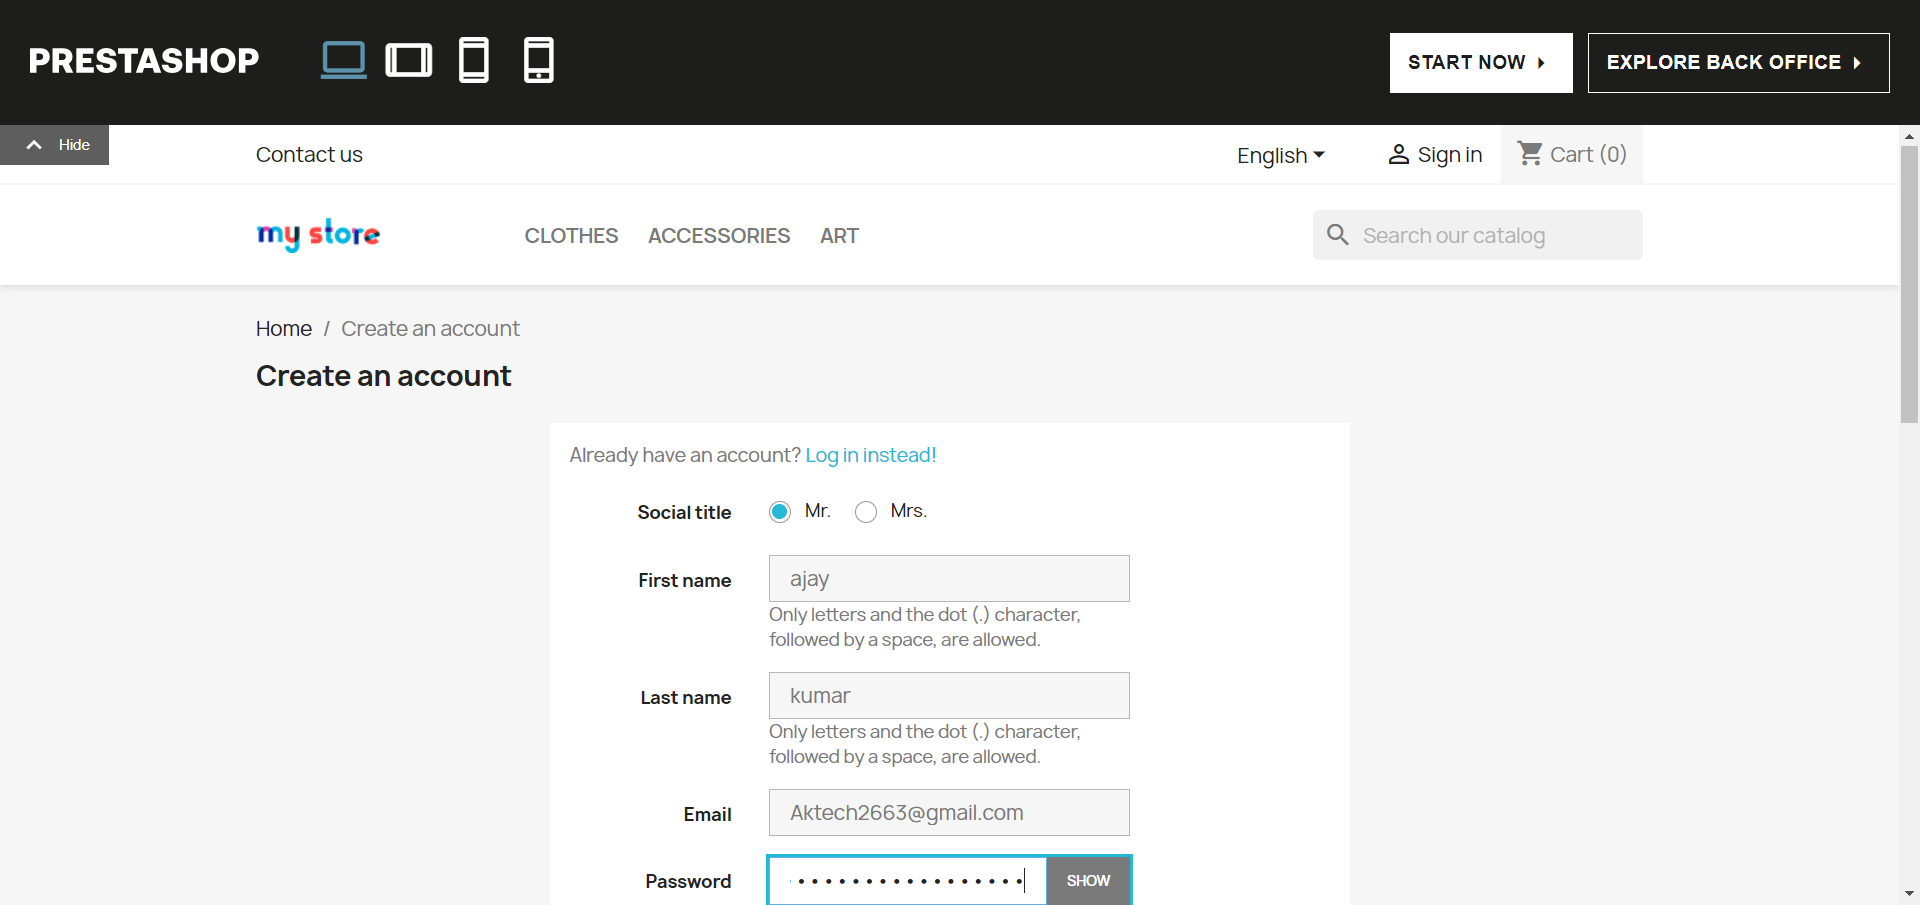 PRESTASHOP
START NOW
EXPLORE BACK OFFICE
Hide
Contact us
English
Sign in
Cart (0)
my store
CLOTHES
ACCESSORIES
ART
Search our catalog
Home / Create an account
Create an account
Already have an account? Log in instead!
Social title
Mr.
Mrs.
First name
ajay
Only letters and the dot (.) character,
followed by a space, are allowed.
Last name
kumar
Only letters and the dot (.) character,
followed by a space, are allowed.
Email
Aktech2663@gmail.com
Password
SHOW